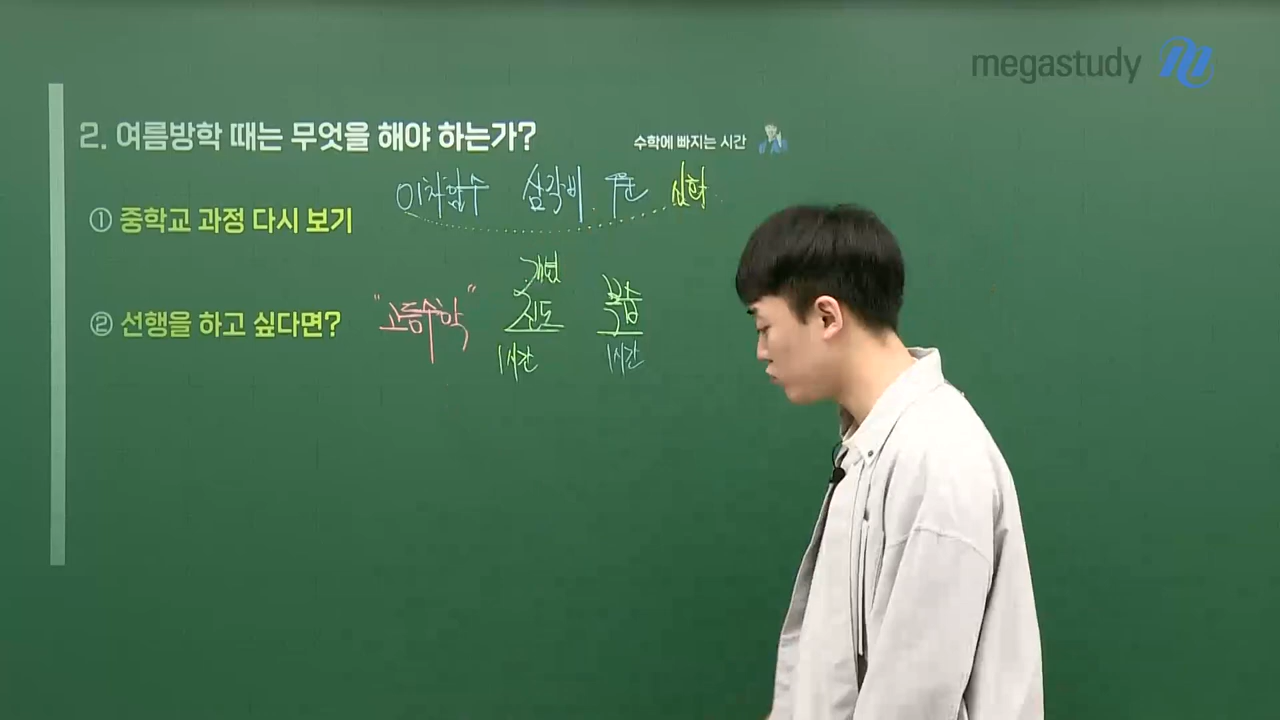 megastudy
2. 여름방학 때는 무엇을 해야 하는가?
수학에 빠지는 시간
이차함수 삼각비 심화
① 중학교 과정 다시 보기
개념
② 선행을 하고 싶다면? "고등수학" 진도 복습
1시간 1시간